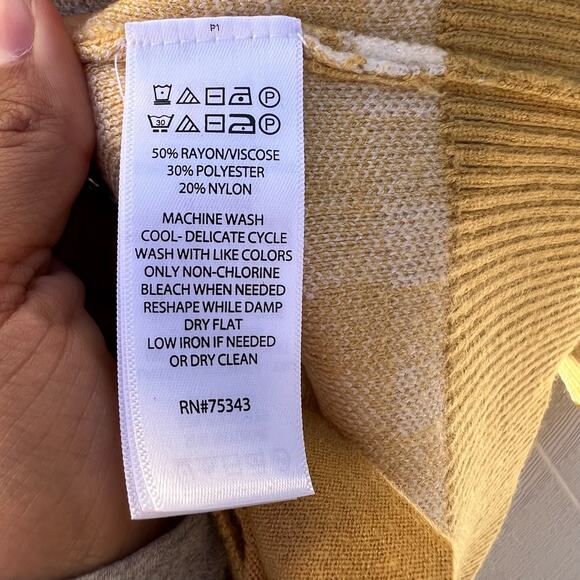 P1
P
30 P
50% RAYON/VISCOSE
30% POLYESTER
20% NYLON
MACHINE WASH
COOL- DELICATE CYCLE
WASH WITH LIKE COLORS
ONLY NON-CHLORINE
BLEACH WHEN NEEDED
RESHAPE WHILE DAMP
DRY FLAT
LOW IRON IF NEEDED
OR DRY CLEAN
RN#75343